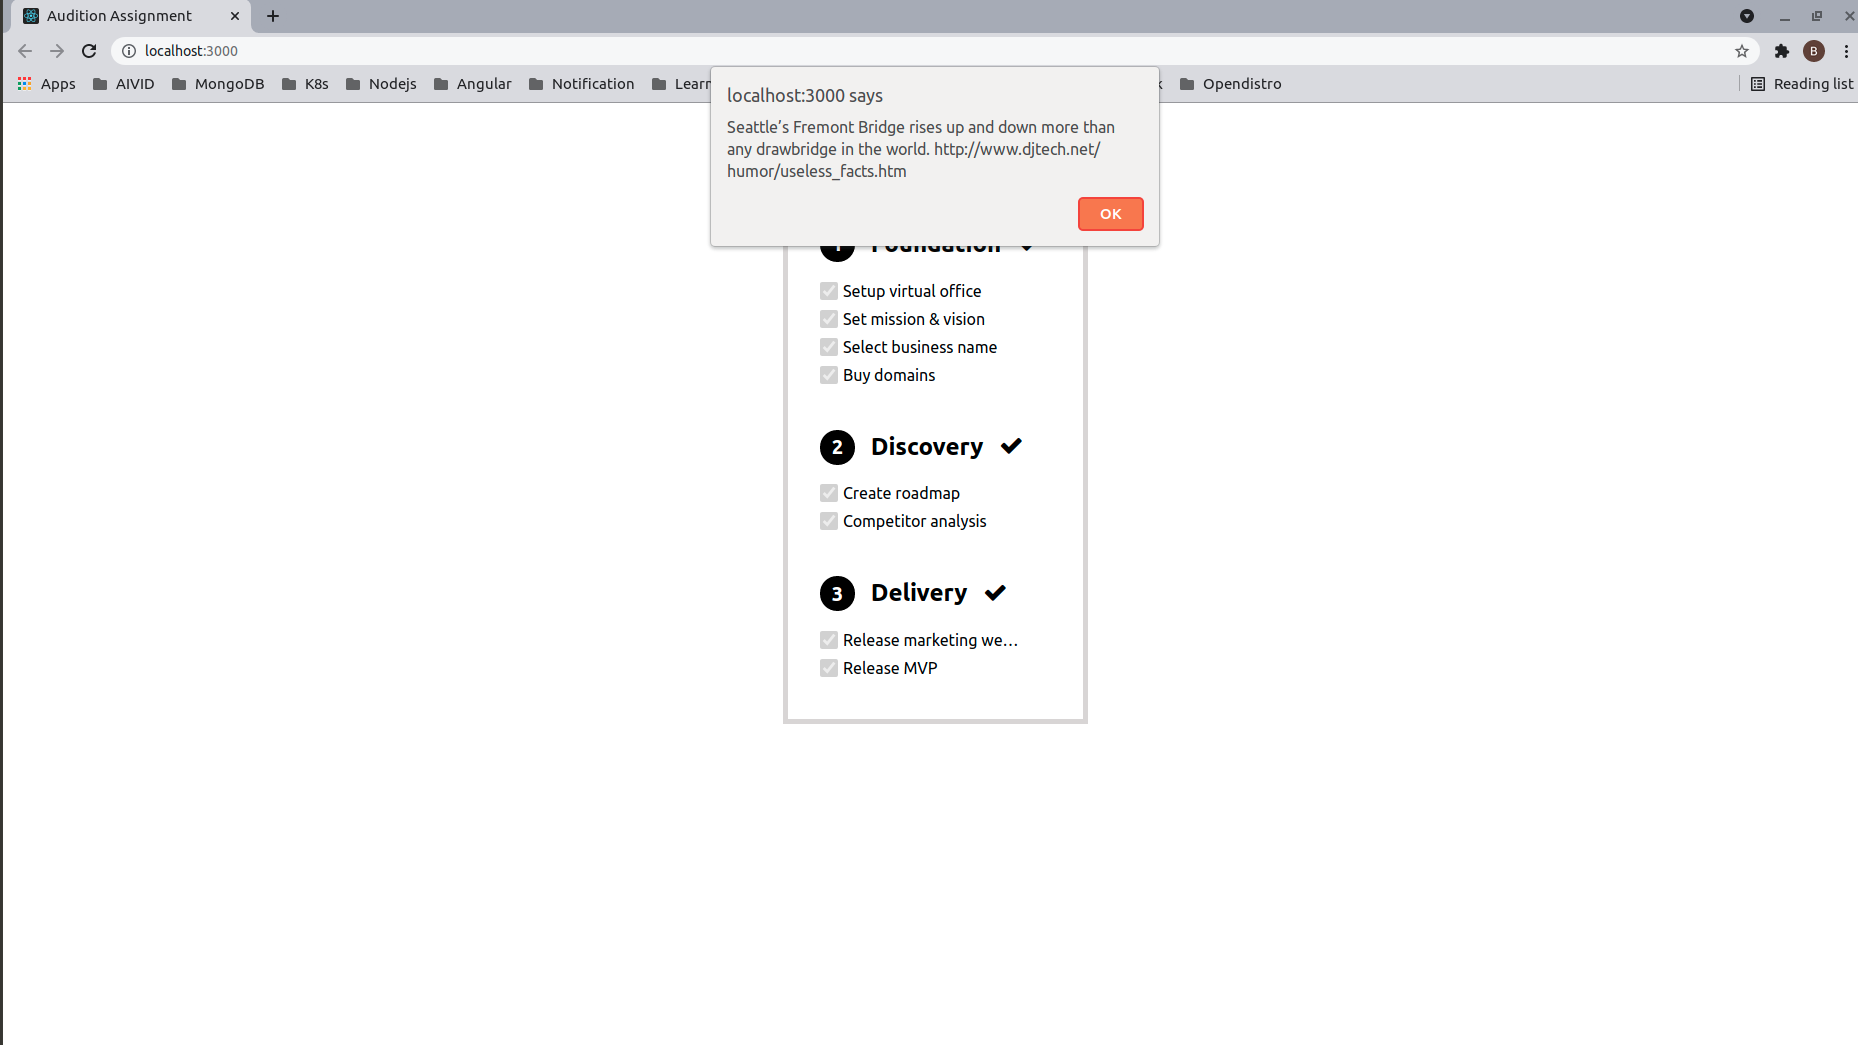 Audition Assignment
localhost:3000
B
Apps AIVID MongoDB K8s Nodejs Angular Notification Opendistro Reading list
localhost:3000 says
Seattle’s Fremont Bridge rises up and down more than
any drawbridge in the world. http://www.djtech.net/
humor/useless_facts.htm
OK
1 Foundation
Setup virtual office
Set mission & vision
Select business name
Buy domains
2 Discovery
Create roadmap
Competitor analysis
3 Delivery
Release marketing we...
Release MVP